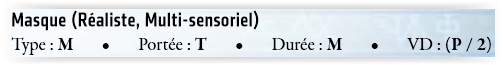 Masque (Réaliste, Multi-sensoriel)
Type : M • Portée : T • Durée : M • VD : (P / 2)